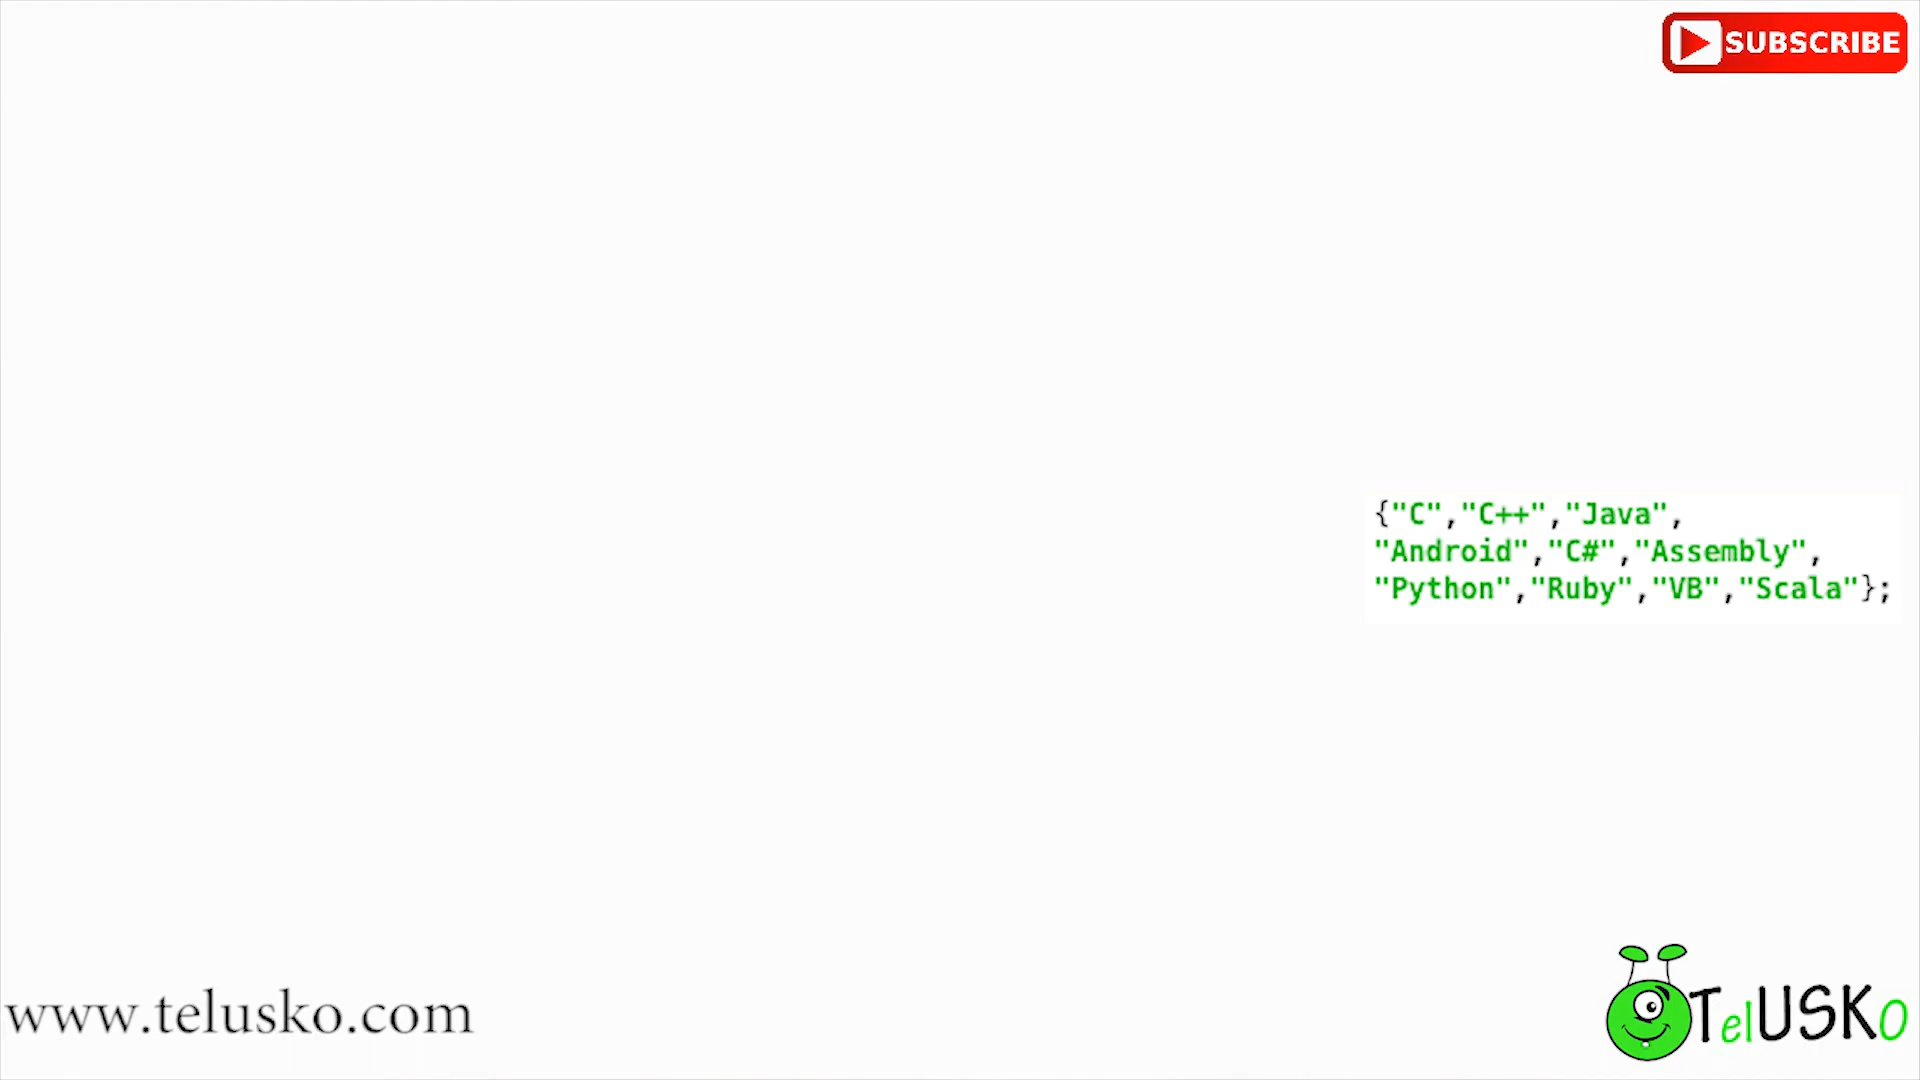 SUBSCRIBE
{"C","C++","Java",
"Android","C#","Assembly",
"Python","Ruby","VB","Scala"};
www.telusko.com
TelUSKO